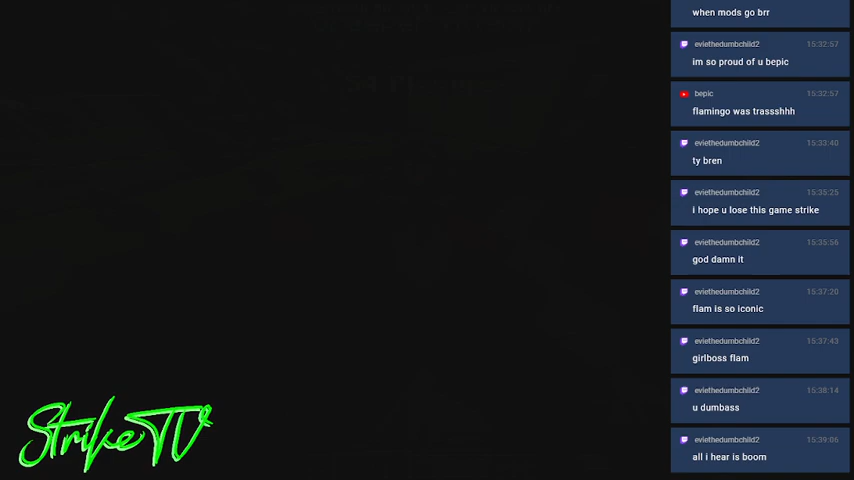 when mods go brr
eviethedumbchild2 15:32:57
im so proud of u bepic
bepic 15:32:57
flamingo was trassshhh
eviethedumbchild2 15:33:40
ty bren
eviethedumbchild2 15:35:25
i hope u lose this game strike
eviethedumbchild2 15:35:56
god damn it
eviethedumbchild2 15:37:20
flam is so iconic
eviethedumbchild2 15:37:43
girlboss flam
eviethedumbchild2 15:38:14
u dumbass
eviethedumbchild2 15:39:06
all i hear is boom
StrikeTV